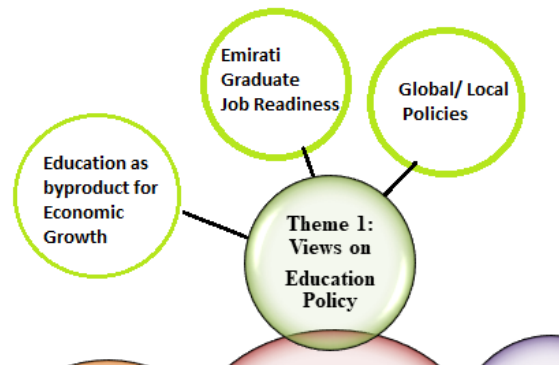 Emirati
Graduate
Job Readiness
Global/ Local
Policies
Education as
byproduct for
Economic
Growth
Theme 1:
Views on
Education
Policy